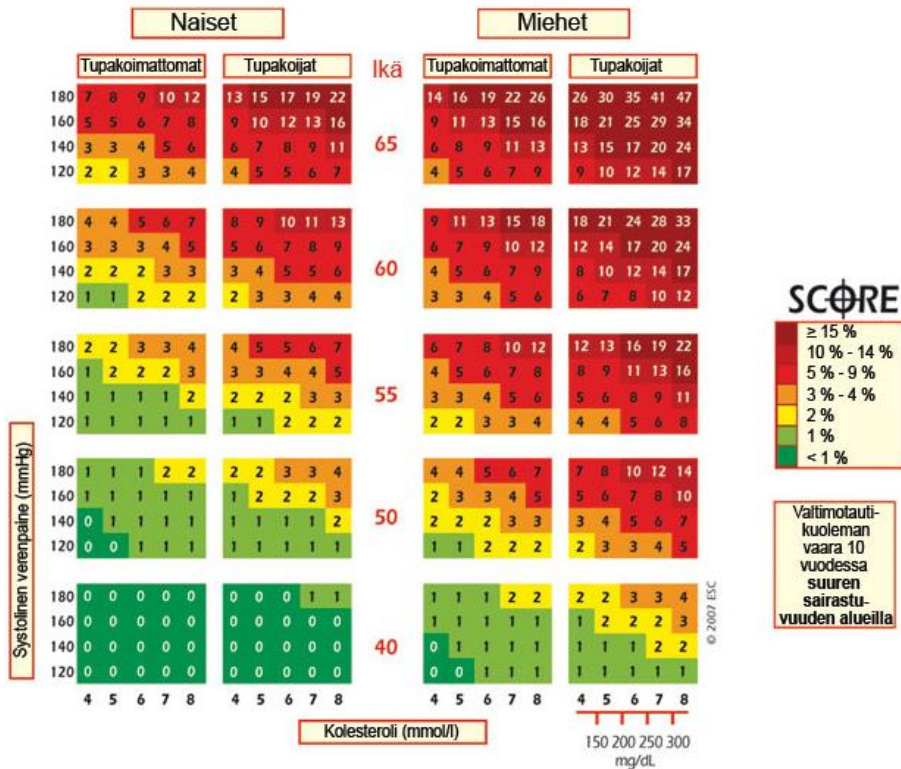 Naiset Miehet
Tupakoimattomat Tupakoijat Ikä Tupakoimattomat Tupakoijat
180 7 8 9 10 12 13 15 17 19 22 14 16 19 22 26 26 30 35 41 47
160 5 5 6 7 8 9 10 12 13 16 9 11 13 15 16 18 21 25 29 34
140 3 3 4 5 6 6 7 8 9 11 65 6 8 9 11 13 13 15 17 20 24
120 2 2 3 3 4 4 5 5 6 7 4 5 6 7 9 9 10 12 14 17
180 4 4 5 6 7 8 9 10 11 13 9 11 13 15 18 18 21 24 28 33
160 3 3 3 4 5 5 6 7 8 9 6 7 9 10 12 12 14 17 20 24
140 2 2 2 3 3 3 4 5 5 6 60 4 5 6 7 9 8 10 12 14 17
120 1 1 2 2 2 2 3 3 4 4 3 3 4 5 6 6 7 8 10 12
180 2 2 3 3 4 4 5 5 6 7 6 7 8 10 12 12 13 16 19 22
160 1 2 2 2 3 3 3 4 4 5 4 5 6 7 8 8 9 11 13 16
140 1 1 1 1 2 2 2 2 3 3 55 3 3 4 5 6 5 6 8 9 11
120 1 1 1 1 1 1 1 2 2 2 2 2 3 3 4 4 4 5 6 8
180 1 1 1 2 2 2 2 3 3 4 4 4 5 6 7 7 8 10 12 14
160 1 1 1 1 1 1 2 2 2 3 2 3 3 4 5 5 6 7 8 10
140 0 1 1 1 1 1 1 1 1 2 50 2 2 2 3 3 3 4 5 6 7
120 0 0 1 1 1 1 1 1 1 1 1 1 2 2 2 2 3 3 4 5
180 0 0 0 0 0 0 0 0 1 1 1 1 1 2 2 2 2 3 3 4
160 0 0 0 0 0 0 0 0 0 0 1 1 1 1 1 1 2 2 2 3
140 0 0 0 0 0 0 0 0 0 0 40 0 1 1 1 1 1 1 1 2 2
120 0 0 0 0 0 0 0 0 0 0 0 0 1 1 1 1 1 1 1 1
4 5 6 7 8 4 5 6 7 8 4 5 6 7 8 4 5 6 7 8
Systolinen verenpaine (mmHg)
Kolesteroli (mmol/l)
150 200 250 300
mg/dL
© 2007 ESC
SCORE
≥ 15 %
10 % - 14 %
5 % - 9 %
3 % - 4 %
2 %
1 %
< 1 %
Valtimotauti-
kuoleman
vaara 10
vuodessa
suuren
sairastu-
vuuden alueilla